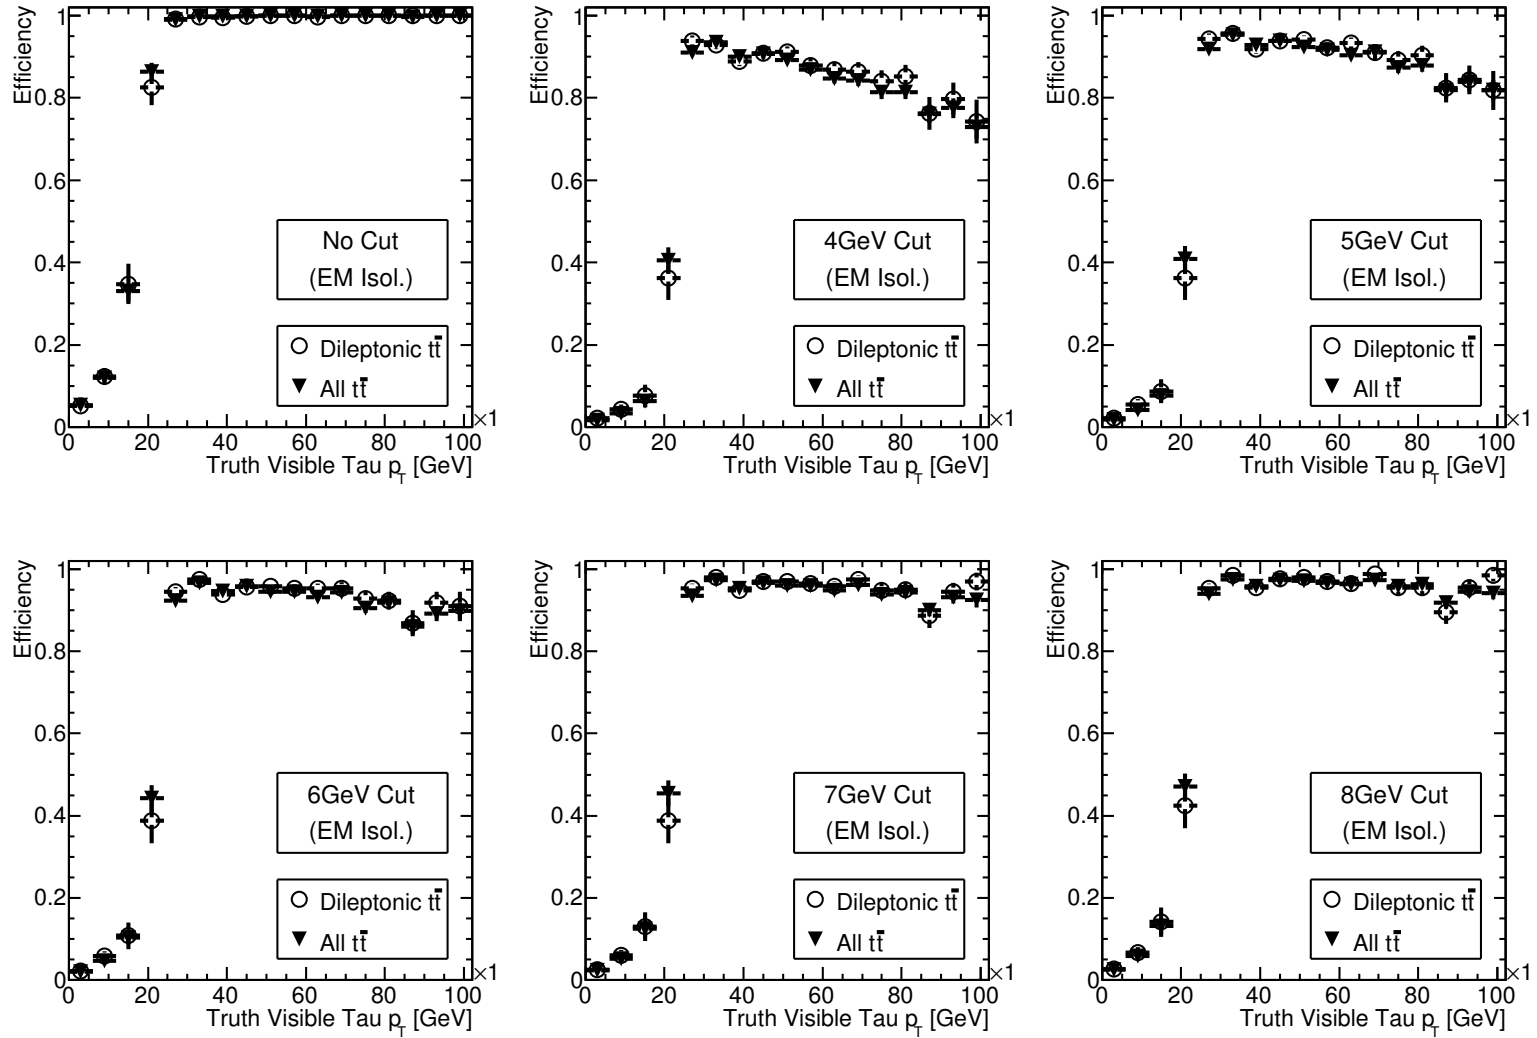 Efficiency
1
0.8
0.6
0.4
0.2
0
No Cut
(EM Isol.)
Dileptonic tt̄
All tt̄
0 20 40 60 80 100 ×1
Truth Visible Tau p_T [GeV]
Efficiency
1
0.8
0.6
0.4
0.2
0
4GeV Cut
(EM Isol.)
Dileptonic tt̄
All tt̄
0 20 40 60 80 100 ×1
Truth Visible Tau p_T [GeV]
Efficiency
1
0.8
0.6
0.4
0.2
0
5GeV Cut
(EM Isol.)
Dileptonic tt̄
All tt̄
0 20 40 60 80 100 ×1
Truth Visible Tau p_T [GeV]
Efficiency
1
0.8
0.6
0.4
0.2
0
6GeV Cut
(EM Isol.)
Dileptonic tt̄
All tt̄
0 20 40 60 80 100 ×1
Truth Visible Tau p_T [GeV]
Efficiency
1
0.8
0.6
0.4
0.2
0
7GeV Cut
(EM Isol.)
Dileptonic tt̄
All tt̄
0 20 40 60 80 100 ×1
Truth Visible Tau p_T [GeV]
Efficiency
1
0.8
0.6
0.4
0.2
0
8GeV Cut
(EM Isol.)
Dileptonic tt̄
All tt̄
0 20 40 60 80 100 ×1
Truth Visible Tau p_T [GeV]